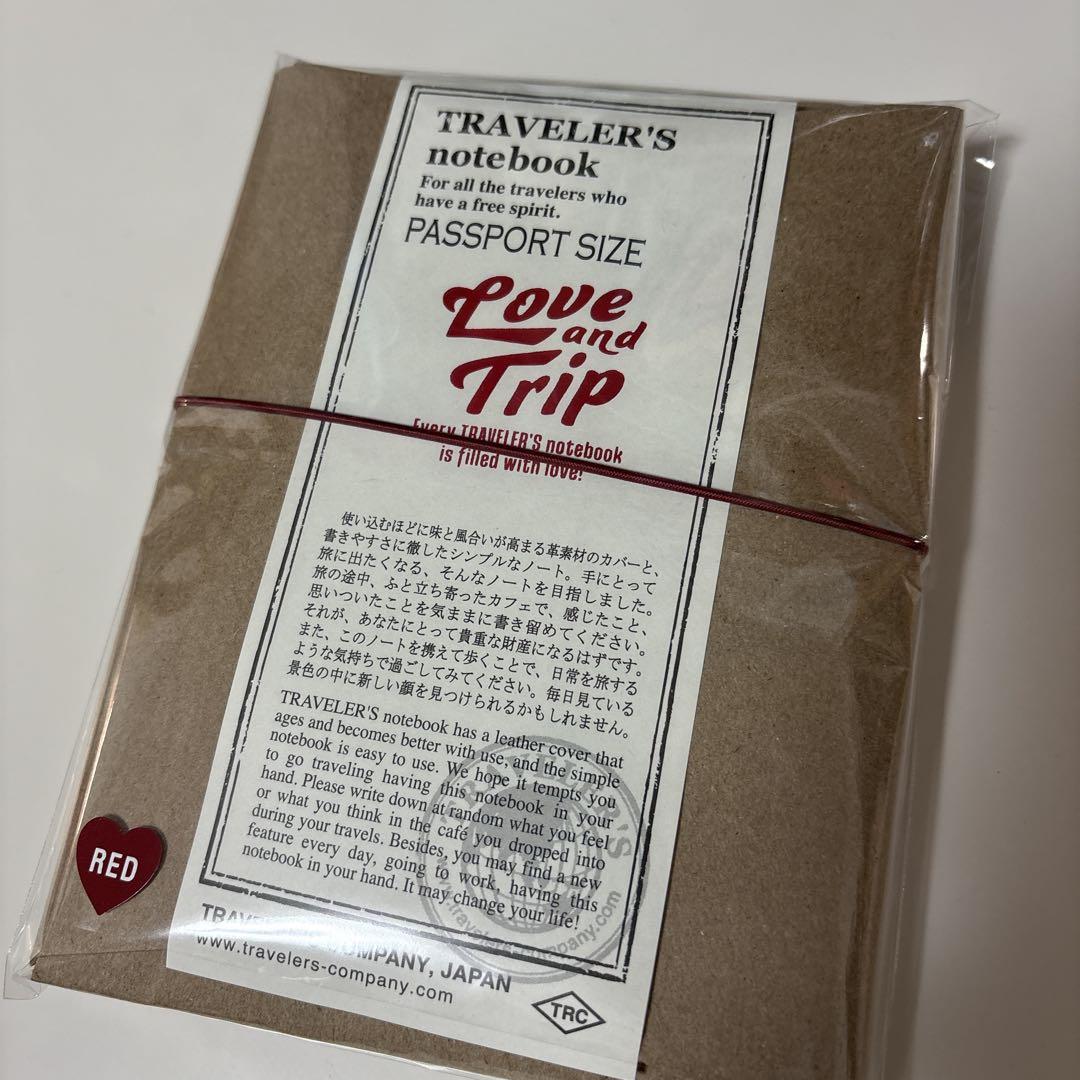 TRAVELER'S
notebook
For all the travelers who
have a free spirit.
PASSPORT SIZE
Love
and
Trip
Every TRAVELER'S notebook
is filled with love!
使い込むほどに味と風合いが高まる革素材のカバーと、
書きやすさに徹したシンプルなノート。手にとって
旅に出たくなる、そんなノートを目指しました。
旅の途中、ふと立ち寄ったカフェで、感じたこと、
思いついたことを気ままに書き留めてください。
それが、あなたにとって貴重な財産になるはずです。
また、このノートを携えて歩くことで、日常を旅する
ような気持ちで過ごしてみてください。毎日見ている
景色の中に新しい顔を見つけられるかもしれません。
TRAVELER'S notebook has a leather cover that
ages and becomes better with use, and the simple
notebook is easy to use. We hope it tempts you
to go traveling having this notebook in your
hand. Please write down at random what you feel
or what you think in the café you dropped into
during your travels. Besides, you may find a new
feature every day, going to work, having this
notebook in your hand. It may change your life!
TRAVELER'S
www.travelers-company.com
RED
TRAVELER'S COMPANY, JAPAN
www.travelers-company.com
TRC